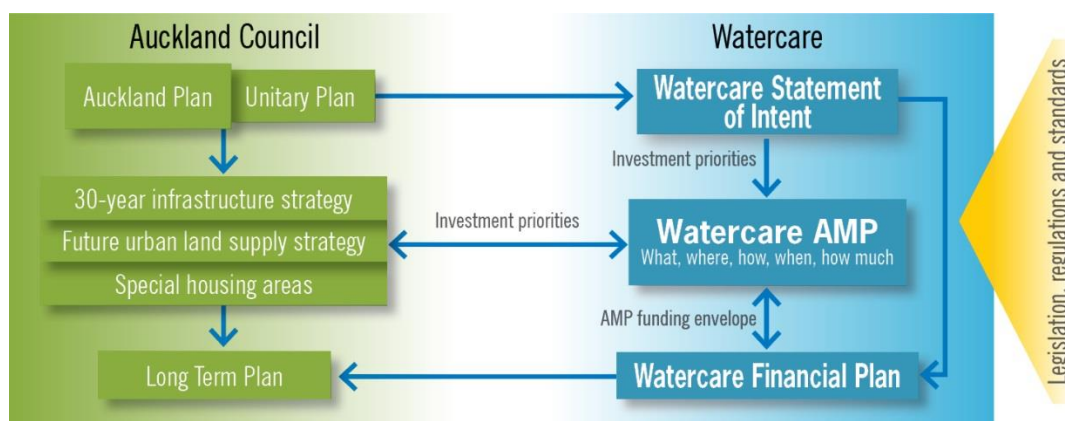 Auckland Council
Watercare
Auckland Plan
Unitary Plan
Watercare Statement
of Intent
Investment priorities
30-year infrastructure strategy
Future urban land supply strategy
Special housing areas
Investment priorities
Watercare AMP
What, where, how, when, how much
AMP funding envelope
Long Term Plan
Watercare Financial Plan
Legislation, regulations and standards